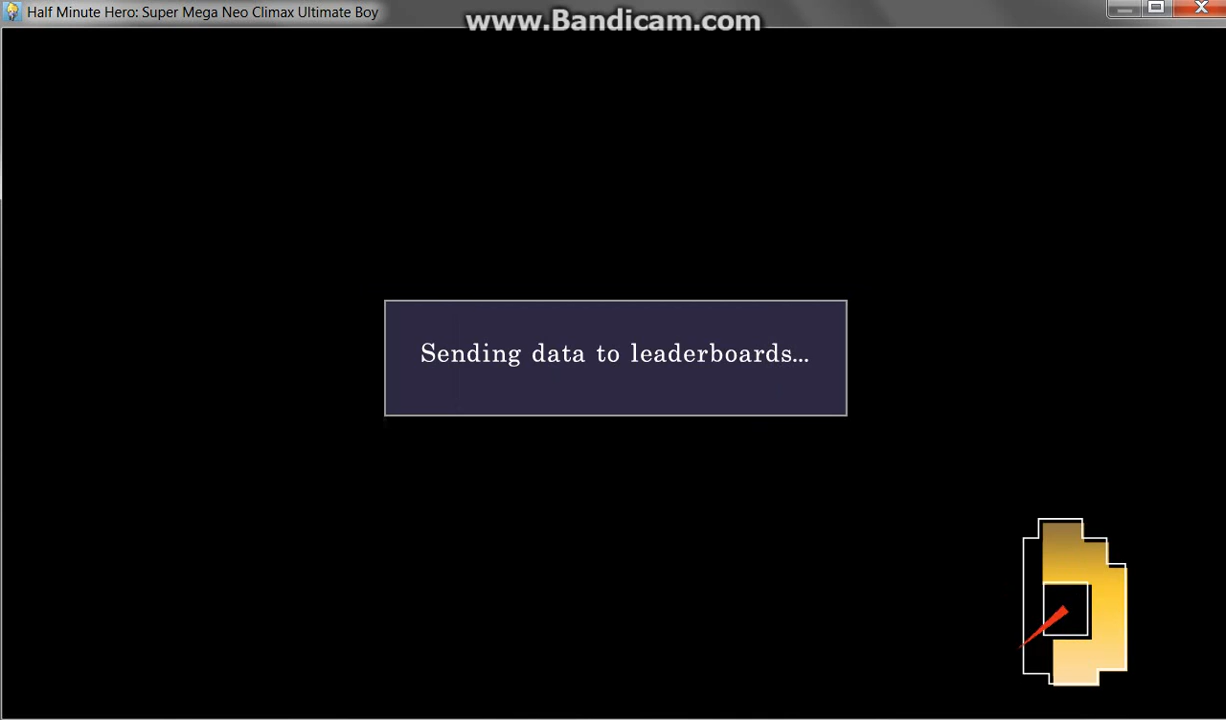 Half Minute Hero: Super Mega Neo Climax Ultimate Boy
www.Bandicam.com
Sending data to leaderboards...